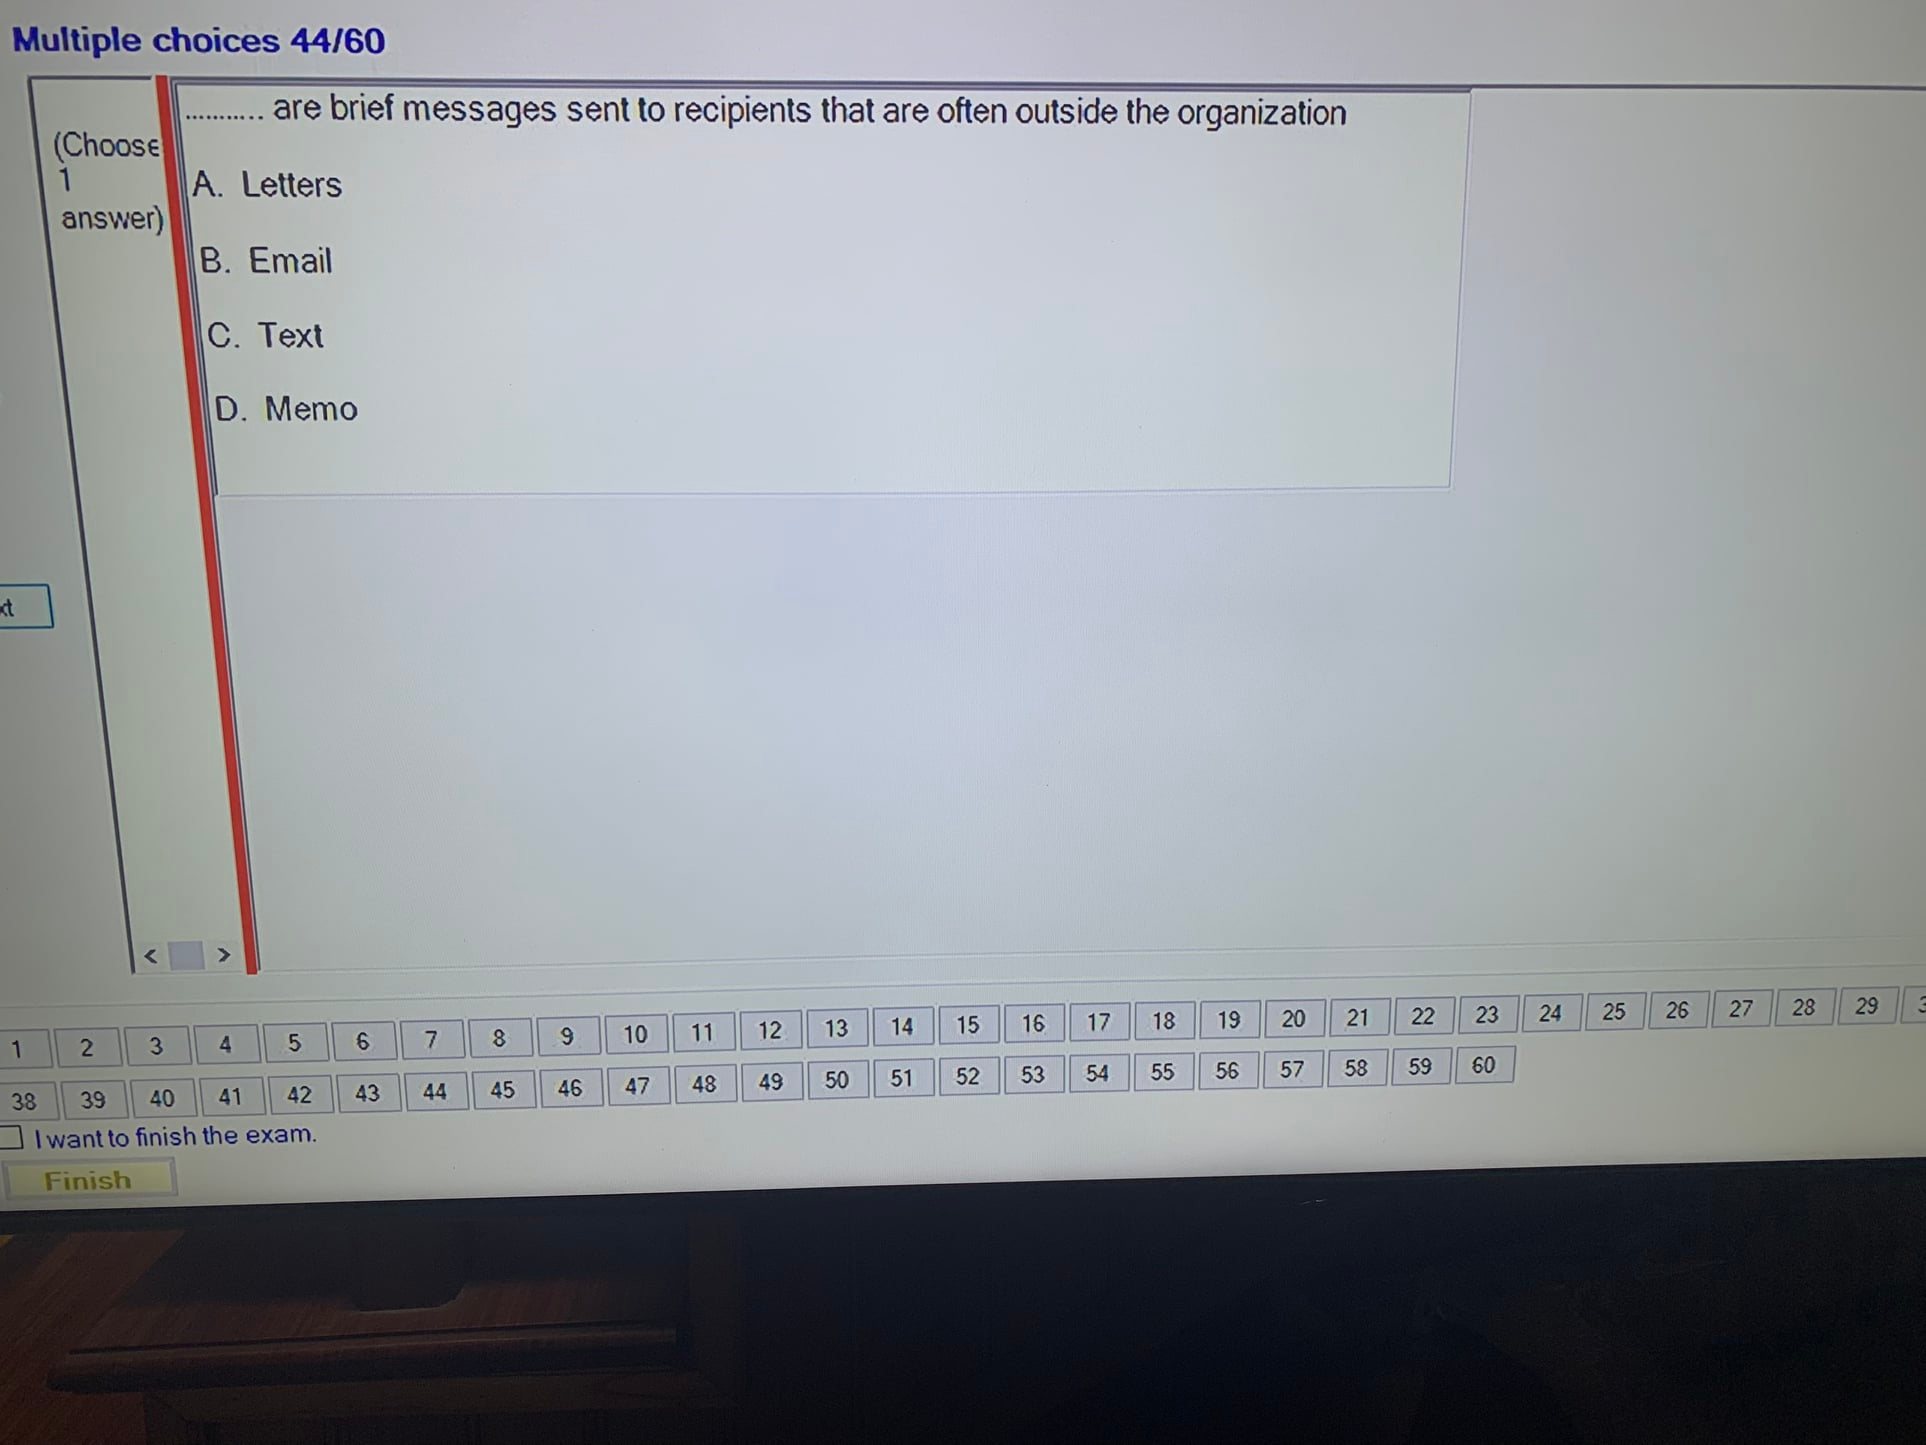 Multiple choices 44/60
(Choose
1
answer)
........... are brief messages sent to recipients that are often outside the organization
A. Letters
B. Email
C. Text
D. Memo
xt
< >
1 2 3 4 5 6 7 8 9 10 11 12 13 14 15 16 17 18 19 20 21 22 23 24 25 26 27 28 29
38 39 40 41 42 43 44 45 46 47 48 49 50 51 52 53 54 55 56 57 58 59 60
I want to finish the exam.
Finish